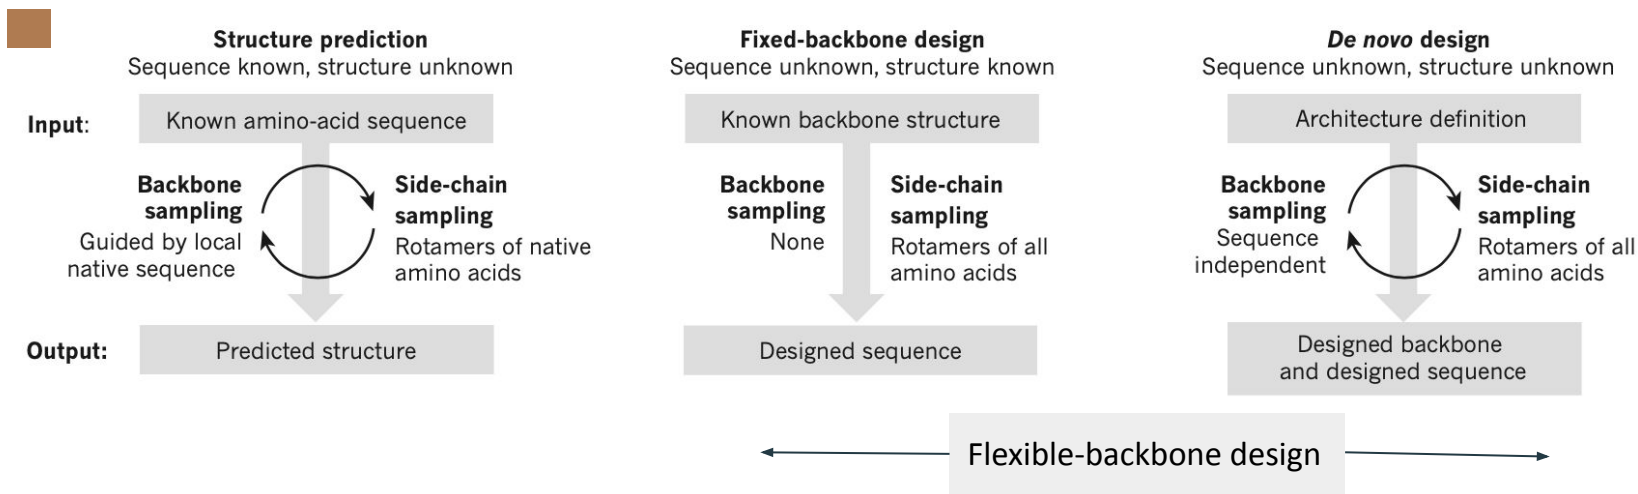 Structure prediction
Sequence known, structure unknown
Fixed-backbone design
Sequence unknown, structure known
De novo design
Sequence unknown, structure unknown
Input:
Known amino-acid sequence
Known backbone structure
Architecture definition
Backbone
sampling
Guided by local
native sequence
Side-chain
sampling
Rotamers of native
amino acids
Backbone
sampling
None
Side-chain
sampling
Rotamers of all
amino acids
Backbone
sampling
Sequence
independent
Side-chain
sampling
Rotamers of all
amino acids
Output:
Predicted structure
Designed sequence
Designed backbone
and designed sequence
Flexible-backbone design